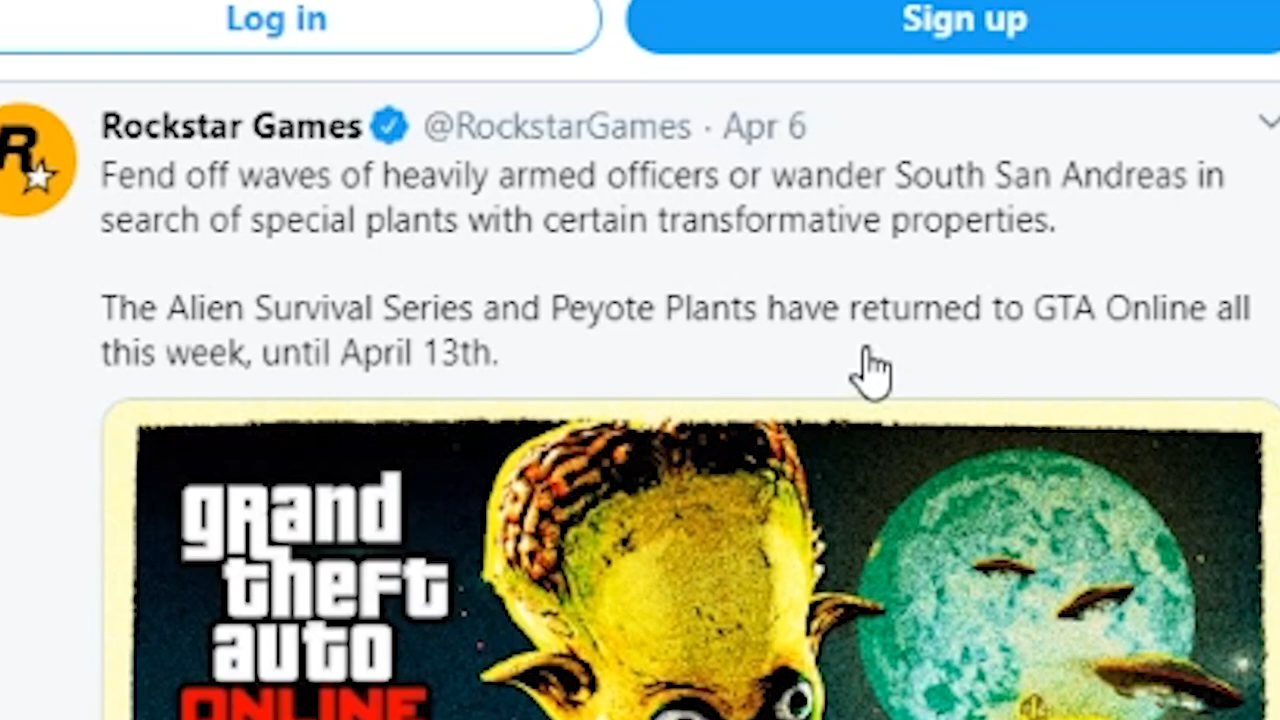 Log in
Sign up
Rockstar Games @RockstarGames · Apr 6
Fend off waves of heavily armed officers or wander South San Andreas in
search of special plants with certain transformative properties.
The Alien Survival Series and Peyote Plants have returned to GTA Online all
this week, until April 13th.
R
grand
theft
auto
ONLINE